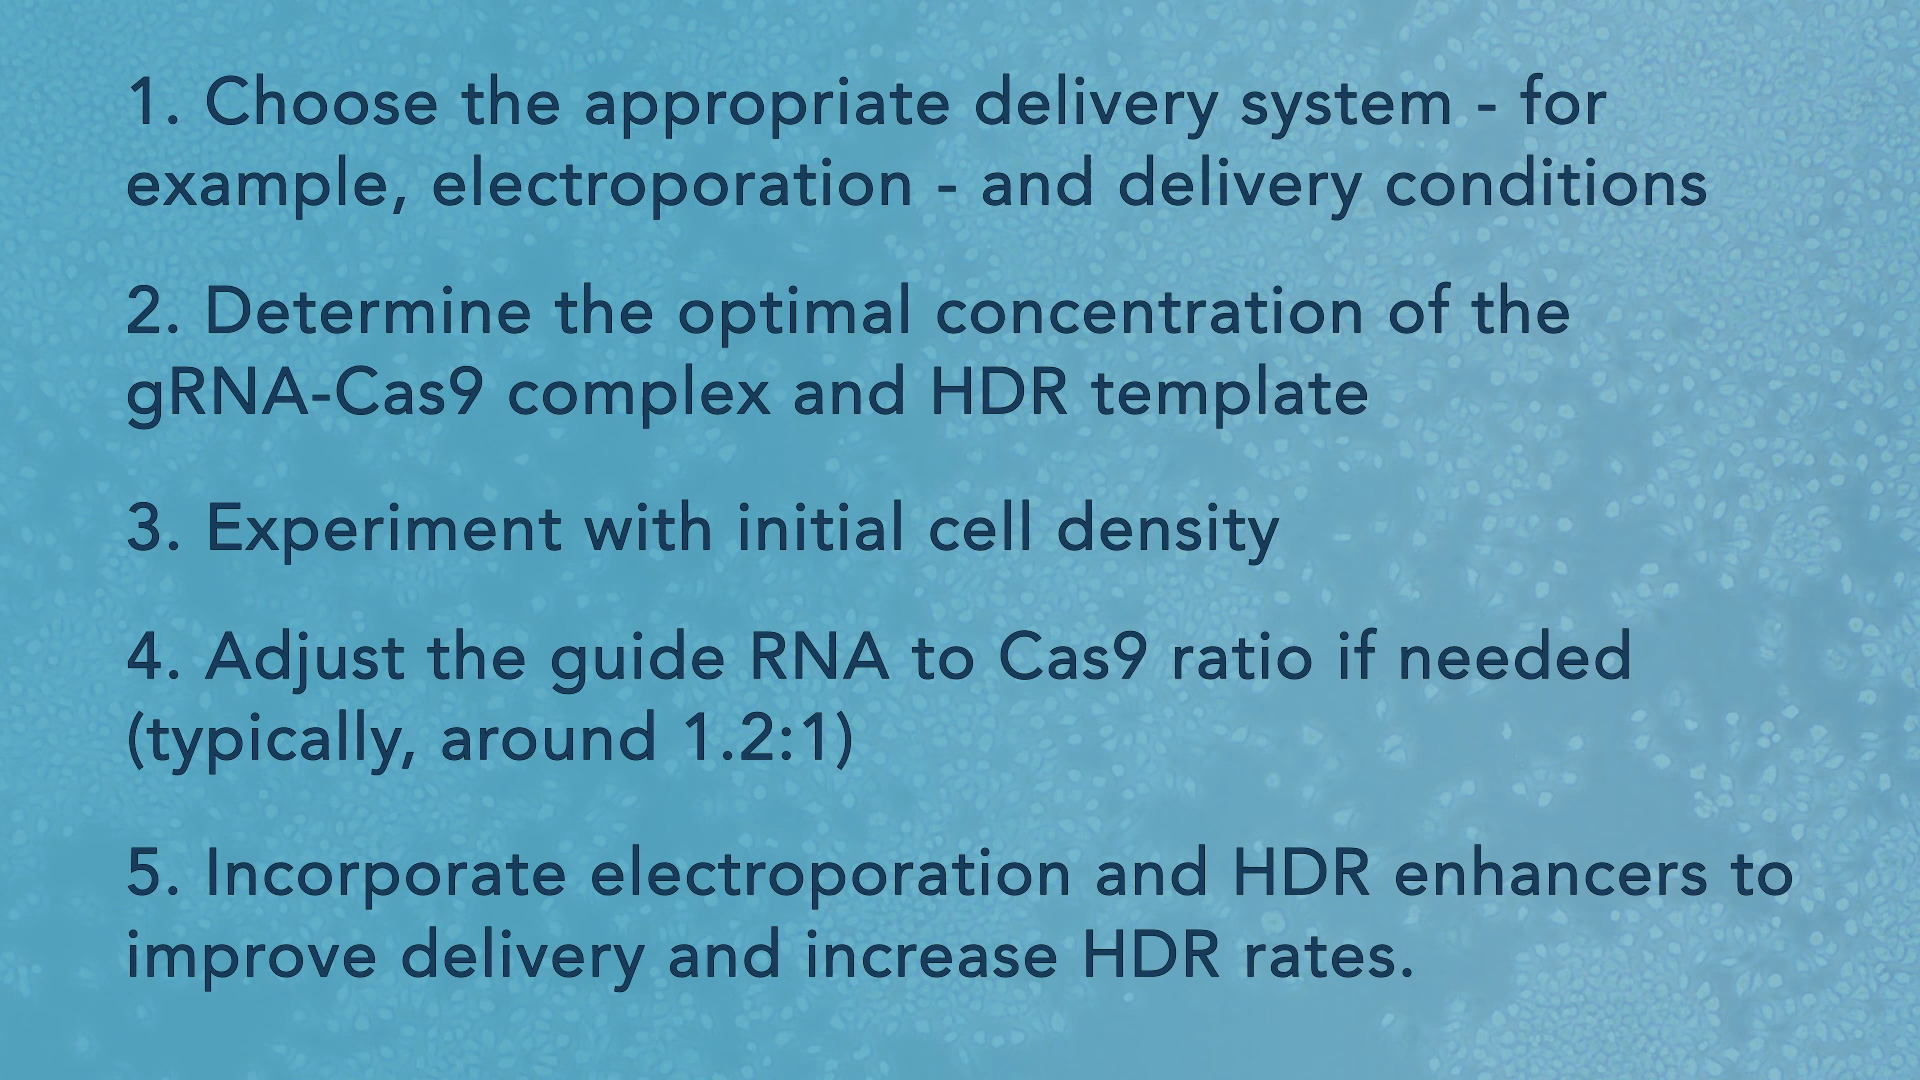 1. Choose the appropriate delivery system - for
example, electroporation - and delivery conditions
2. Determine the optimal concentration of the
gRNA-Cas9 complex and HDR template
3. Experiment with initial cell density
4. Adjust the guide RNA to Cas9 ratio if needed
(typically, around 1.2:1)
5. Incorporate electroporation and HDR enhancers to
improve delivery and increase HDR rates.